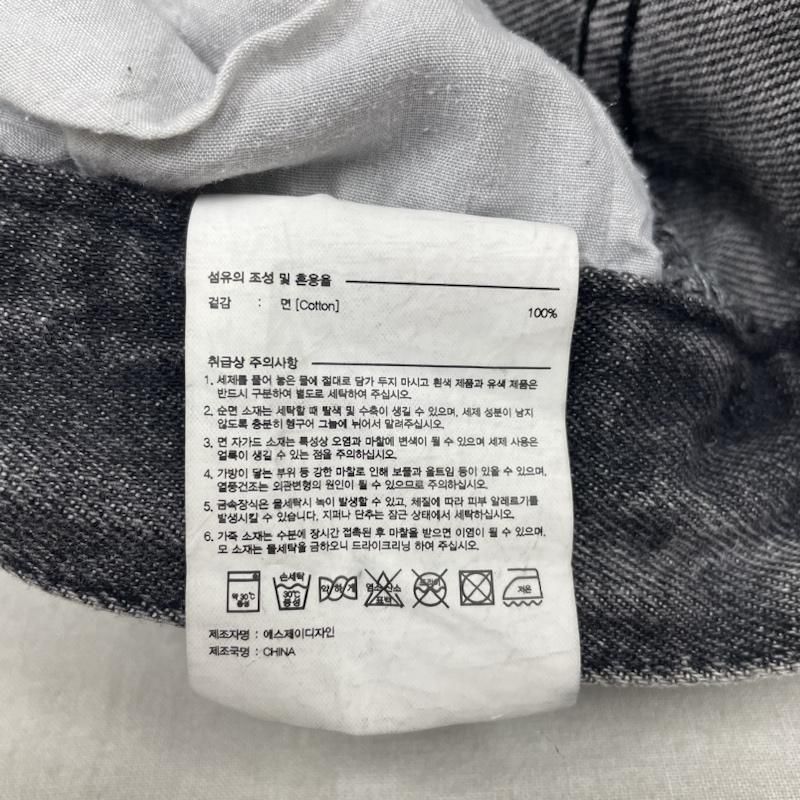 섬유의 조성 및 혼용율
겉감 : 면 [Cotton] 100%
취급상 주의사항
1. 세제를 풀어 놓은 물에 절대로 담가 두지 마시고 흰색 제품과 유색 제품은
반드시 구분하여 별도로 세탁하여 주십시오.
2. 순면 소재는 세탁할 때 탈색 및 수축이 생길 수 있으며, 세제 성분이 남지
않도록 충분히 헹구어 그늘에 뉘어서 말려주십시오.
3. 면 자가드 소재는 특성상 오염과 마찰에 변색이 될 수 있으며 세제 사용은
얼룩이 생길 수 있는 점을 주의하십시오.
4. 가방이 닿는 부위 등 강한 마찰로 인해 보풀과 올트임 등이 있을 수 있으며,
열풍건조는 외관변형의 원인이 될 수 있으므로 주의하십시오.
5. 금속장식은 물세탁시 녹이 발생할 수 있고, 체질에 따라 피부 알레르기를
발생시킬 수 있습니다. 지퍼나 단추는 잠근 상태에서 세탁하십시오.
6. 가죽 소재는 수분에 장시간 접촉된 후 마찰을 받으면 이염이 될 수 있으며,
모 소재는 물세탁을 금하오니 드라이크리닝 하여 주십시오.
약 30℃ 중성
손세탁 30℃ 중성
약 하 게
염소 산소 표백
드라이
저온
제조자명 : 에스제이디자인
제조국명 : CHINA